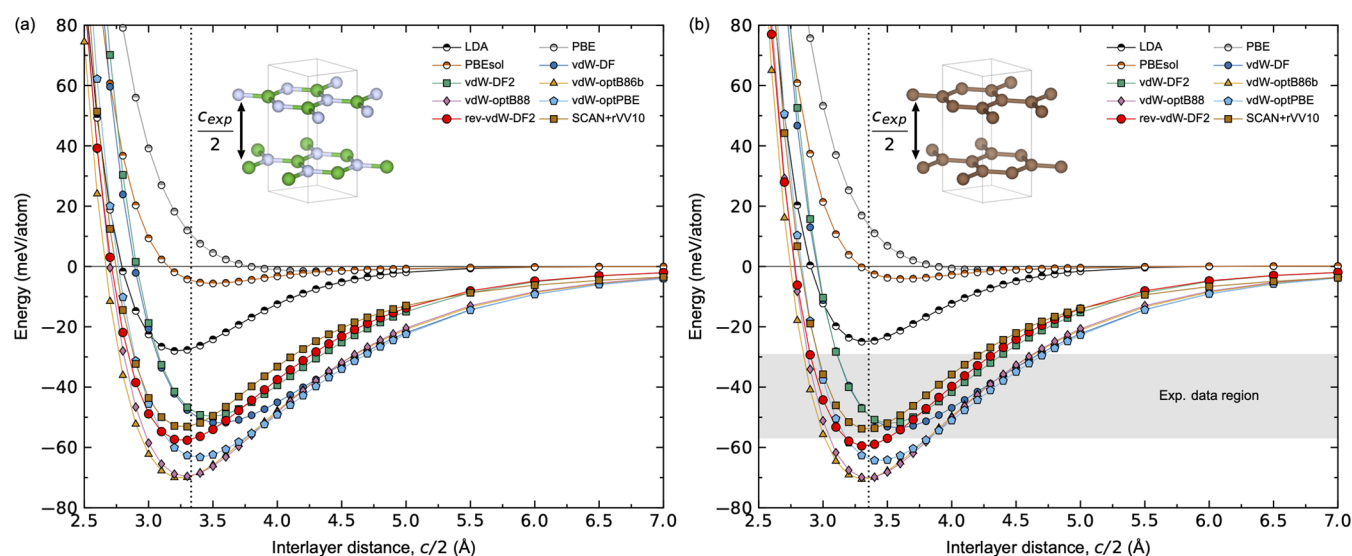 (a)
80
60
40
20
0
−20
−40
−60
−80
Energy (meV/atom)
2.5 3.0 3.5 4.0 4.5 5.0 5.5 6.0 6.5 7.0
Interlayer distance, c/2 (Å)
c_exp
2
LDA PBE
PBEsol vdW-DF
vdW-DF2 vdW-optB86b
vdW-optB88 vdW-optPBE
rev-vdW-DF2 SCAN+rVV10
(b)
80
60
40
20
0
−20
−40
−60
−80
Energy (meV/atom)
2.5 3.0 3.5 4.0 4.5 5.0 5.5 6.0 6.5 7.0
Interlayer distance, c/2 (Å)
c_exp
2
LDA PBE
PBEsol vdW-DF
vdW-DF2 vdW-optB86b
vdW-optB88 vdW-optPBE
rev-vdW-DF2 SCAN+rVV10
Exp. data region